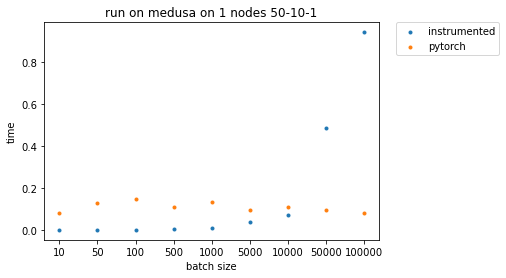 run on medusa on 1 nodes 50-10-1
instrumented
pytorch
time
0.8
0.6
0.4
0.2
0.0
10 50 100 500 1000 5000 10000 50000 100000
batch size